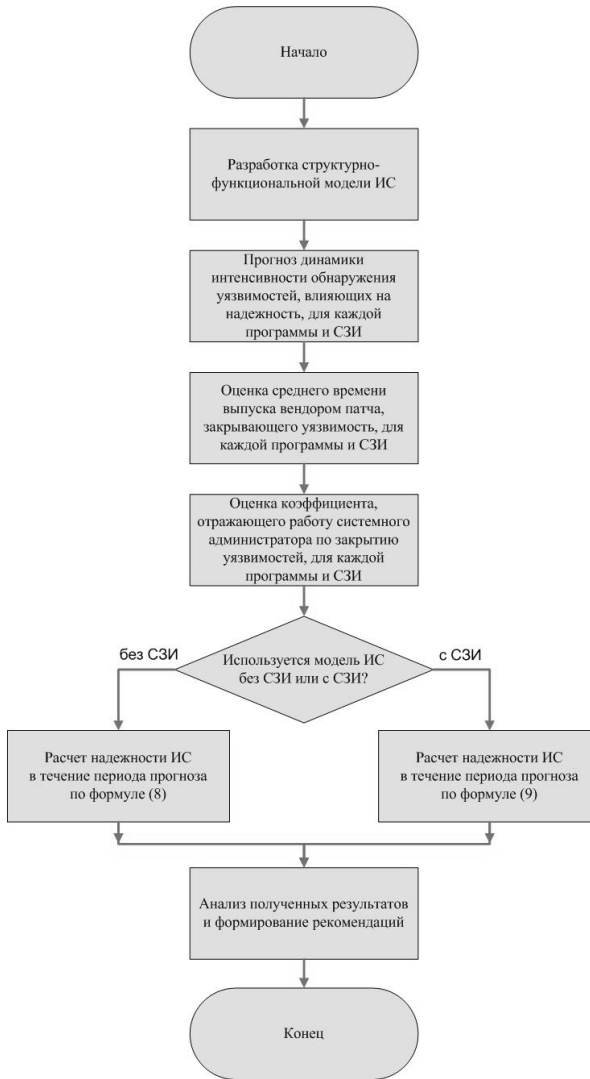 Начало
Разработка структурно-
функциональной модели ИС
Прогноз динамики
интенсивности обнаружения
уязвимостей, влияющих на
надежность, для каждой
программы и СЗИ
Оценка среднего времени
выпуска вендором патча,
закрывающего уязвимость, для
каждой программы и СЗИ
Оценка коэффициента,
отражающего работу системного
администратора по закрытию
уязвимостей, для каждой
программы и СЗИ
без СЗИ
Используется модель ИС
без СЗИ или с СЗИ?
с СЗИ
Расчет надежности ИС
в течение периода прогноза
по формуле (8)
Расчет надежности ИС
в течение периода прогноза
по формуле (9)
Анализ полученных результатов
и формирование рекомендаций
Конец